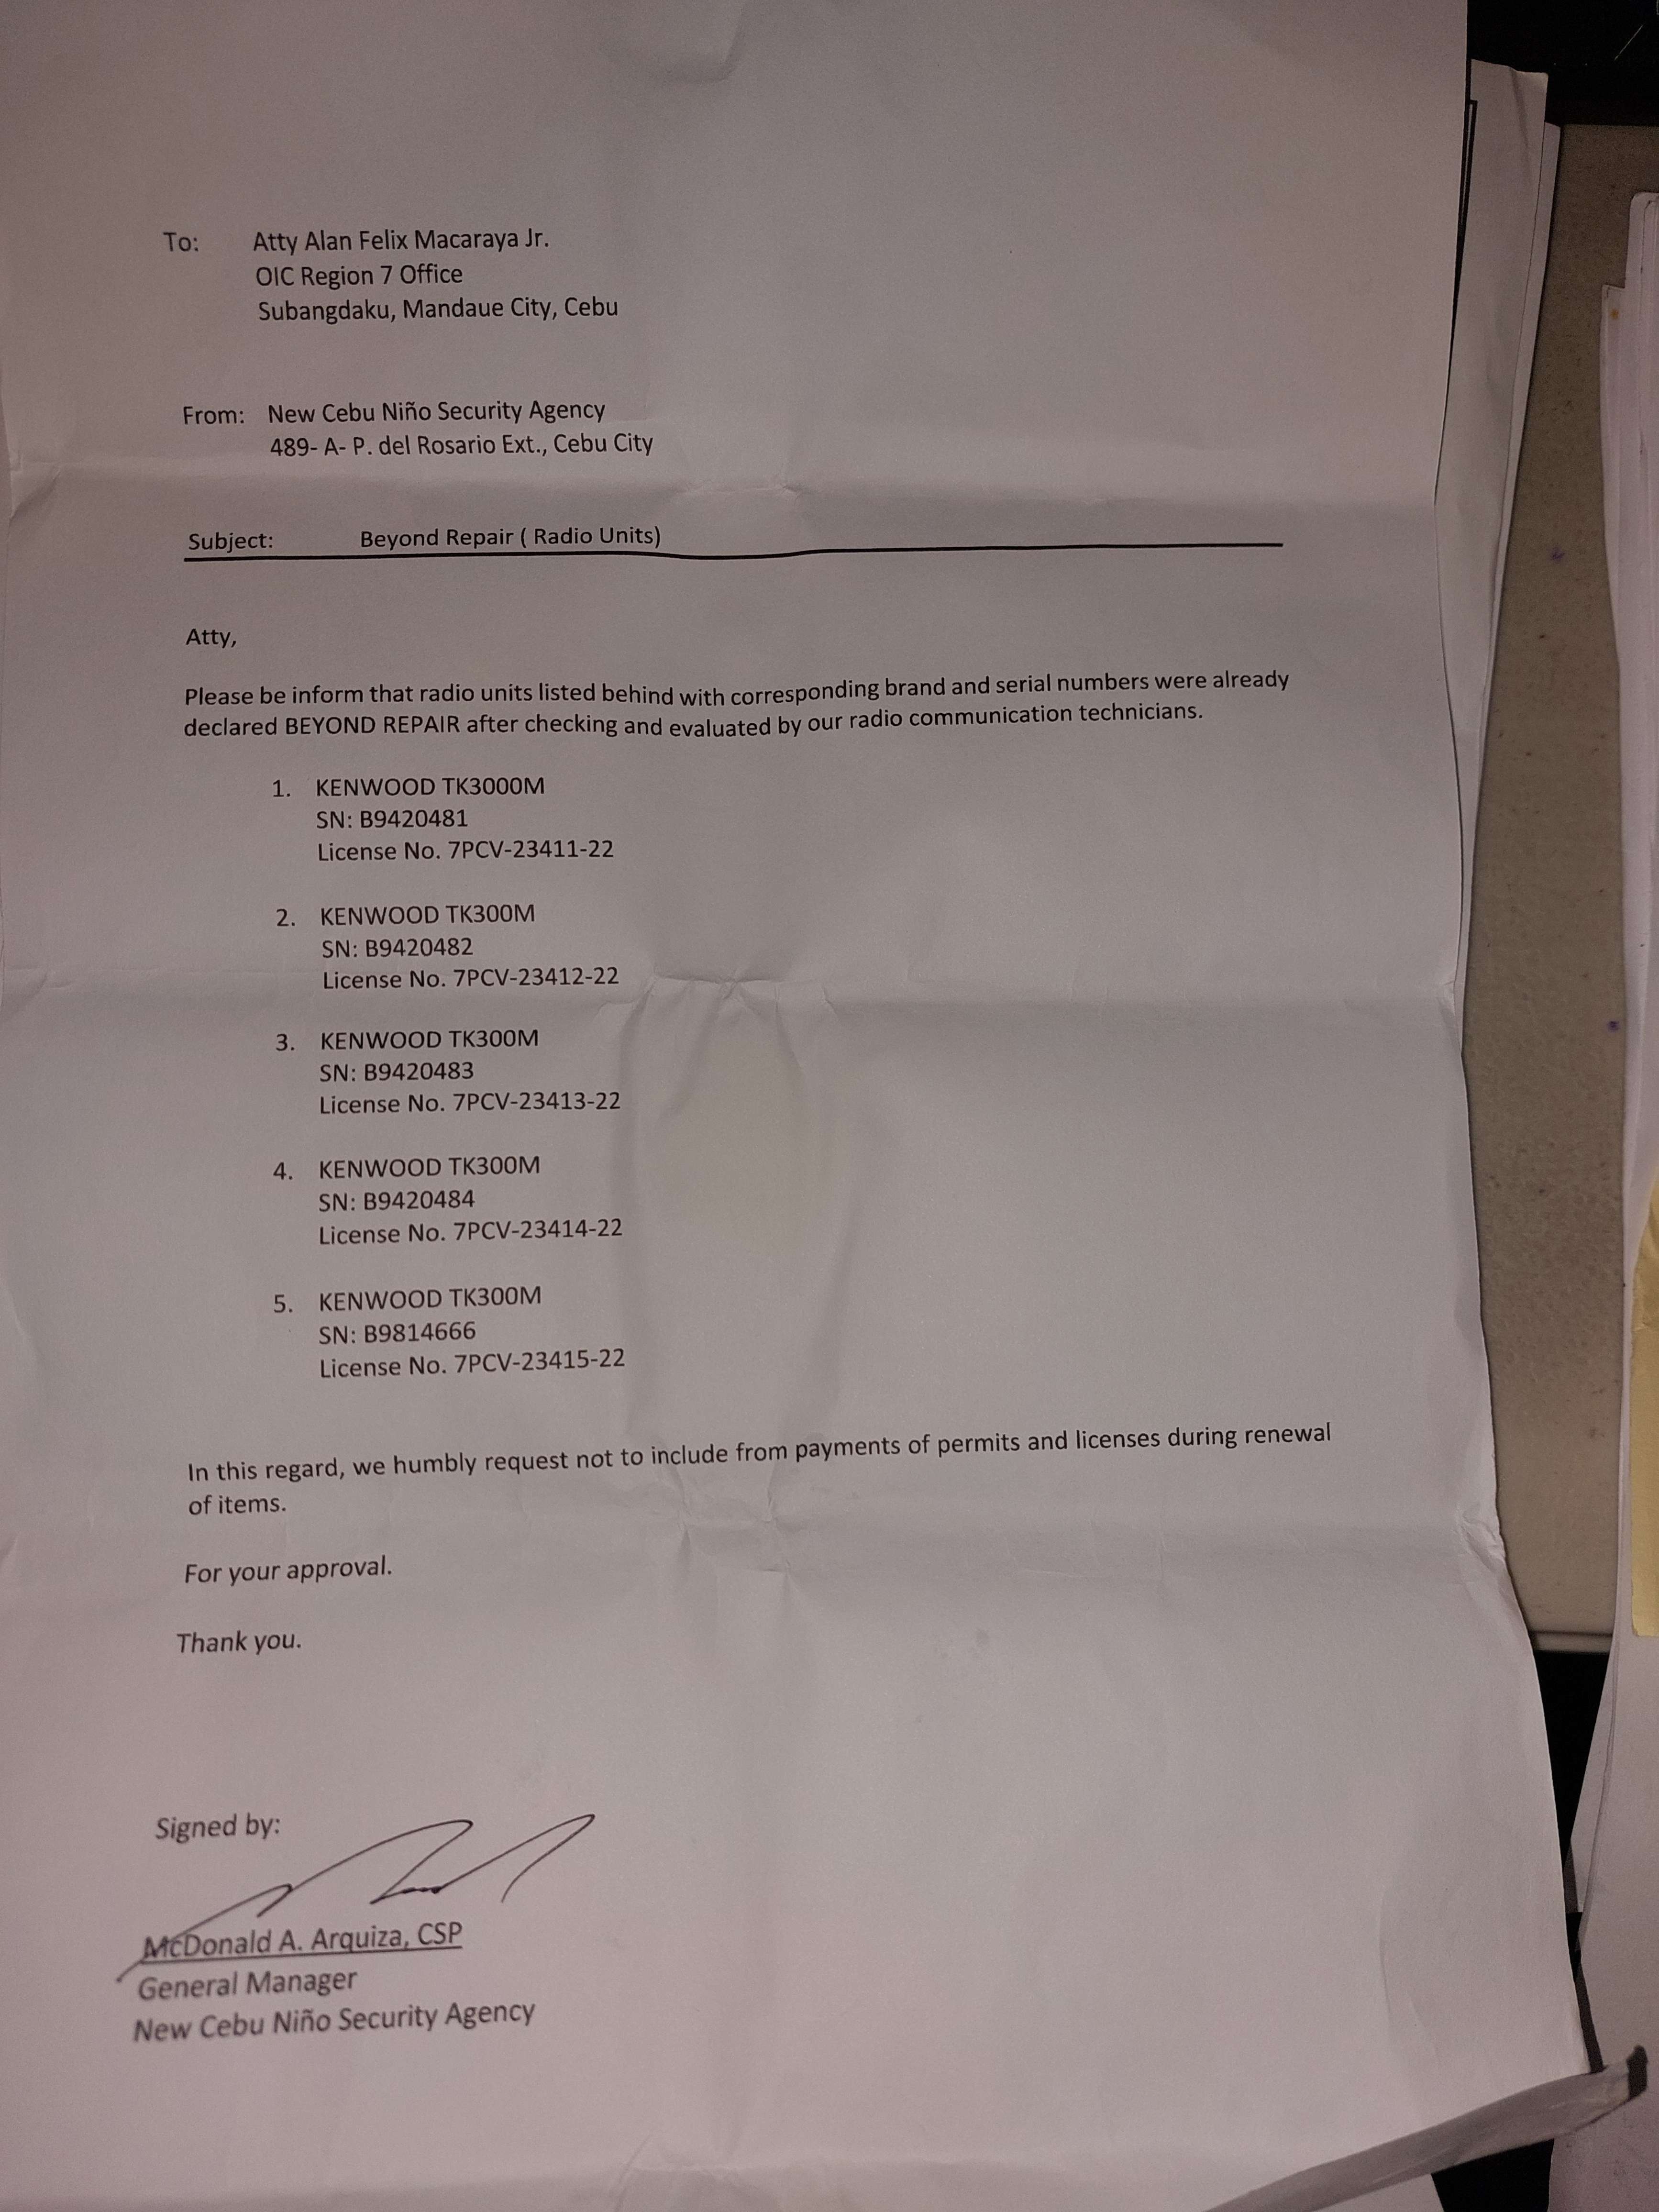 To: Atty Alan Felix Macaraya Jr.
OIC Region 7 Office
Subangdaku, Mandaue City, Cebu
From: New Cebu Niño Security Agency
489- A- P. del Rosario Ext., Cebu City
Subject: Beyond Repair ( Radio Units)
Atty,
Please be inform that radio units listed behind with corresponding brand and serial numbers were already
declared BEYOND REPAIR after checking and evaluated by our radio communication technicians.
1. KENWOOD TK3000M
SN: B9420481
License No. 7PCV-23411-22
2. KENWOOD TK300M
SN: B9420482
License No. 7PCV-23412-22
3. KENWOOD TK300M
SN: B9420483
License No. 7PCV-23413-22
4. KENWOOD TK300M
SN: B9420484
License No. 7PCV-23414-22
5. KENWOOD TK300M
SN: B9814666
License No. 7PCV-23415-22
In this regard, we humbly request not to include from payments of permits and licenses during renewal
of items.
For your approval.
Thank you.
Signed by:
McDonald A. Arquiza, CSP
General Manager
New Cebu Niño Security Agency